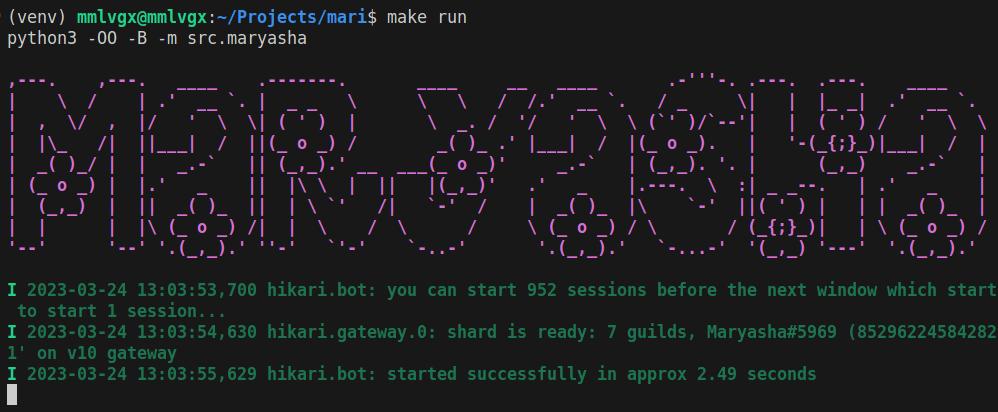 (venv) mmlvgx@mmlvgx:~/Projects/mari$ make run
python3 -OO -B -m src.maryasha
Maryasha
I 2023-03-24 13:03:53,700 hikari.bot: you can start 952 sessions before the next window which start
to start 1 session...
I 2023-03-24 13:03:54,630 hikari.gateway.0: shard is ready: 7 guilds, Maryasha#5969 (85296224584282
1' on v10 gateway
I 2023-03-24 13:03:55,629 hikari.bot: started successfully in approx 2.49 seconds